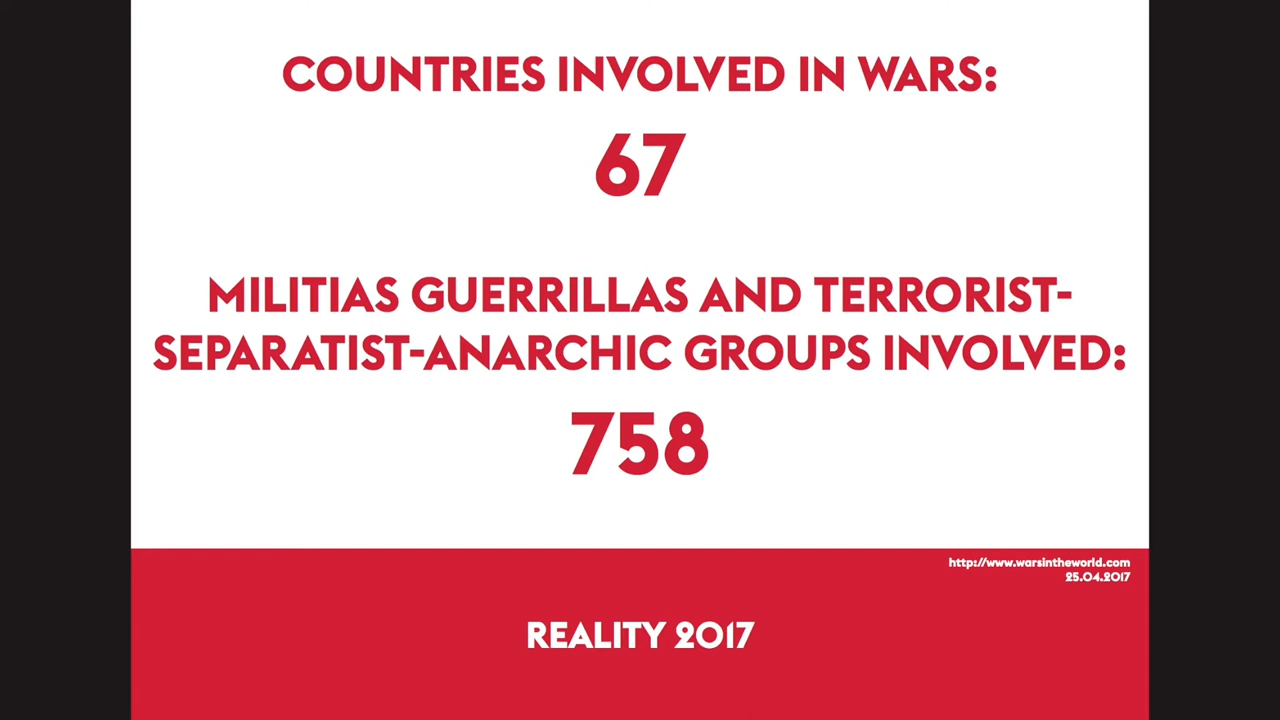 COUNTRIES INVOLVED IN WARS:
67
MILITIAS GUERRILLAS AND TERRORIST-
SEPARATIST-ANARCHIC GROUPS INVOLVED:
758
http://www.warsintheworld.com
25.04.2017
REALITY 2017